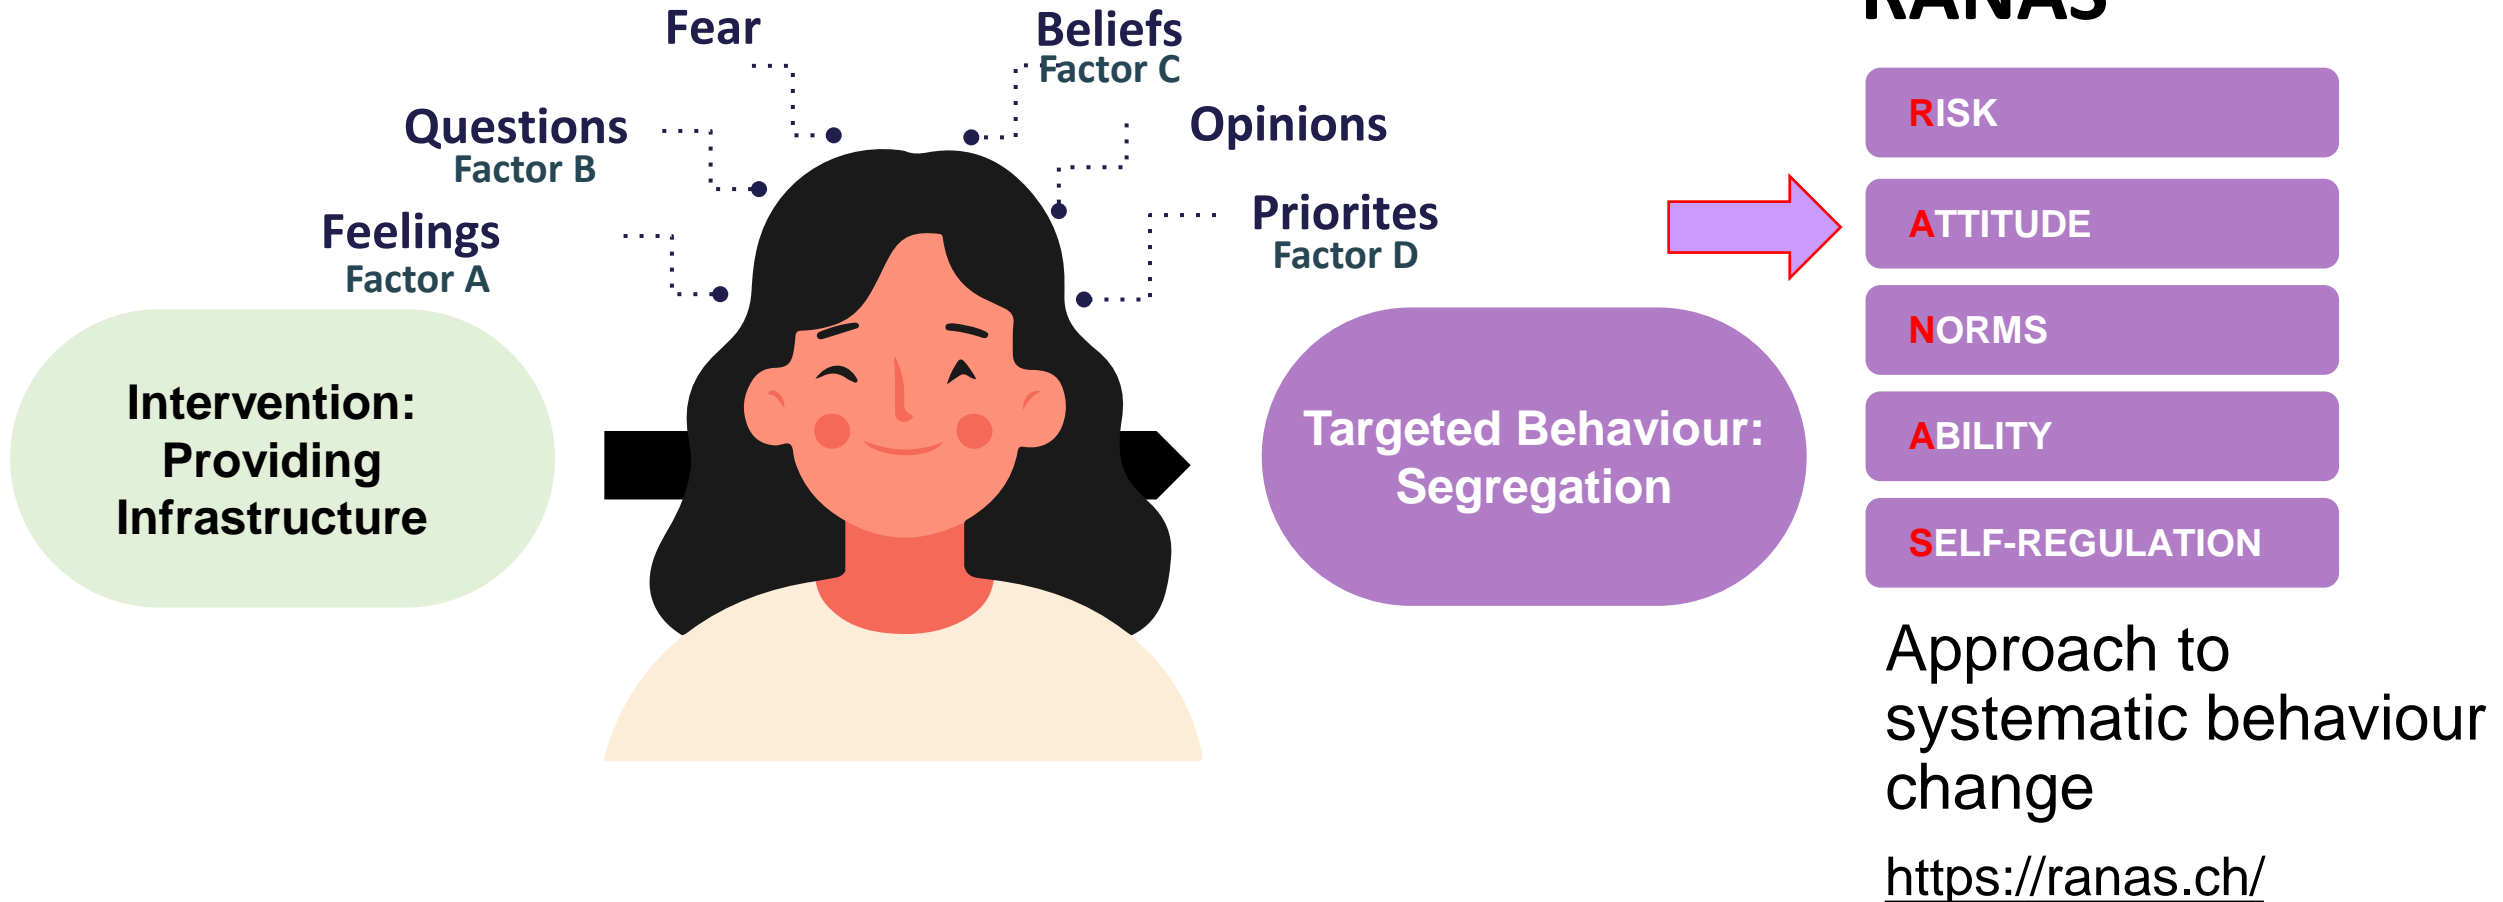 Fear
Beliefs
Factor C
Questions
Factor B
Opinions
Feelings
Factor A
Priorites
Factor D
Intervention:
Providing
Infrastructure
Targeted Behaviour:
Segregation
RANAS
RISK
ATTITUDE
NORMS
ABILITY
SELF-REGULATION
Approach to
systematic behaviour
change
https://ranas.ch/